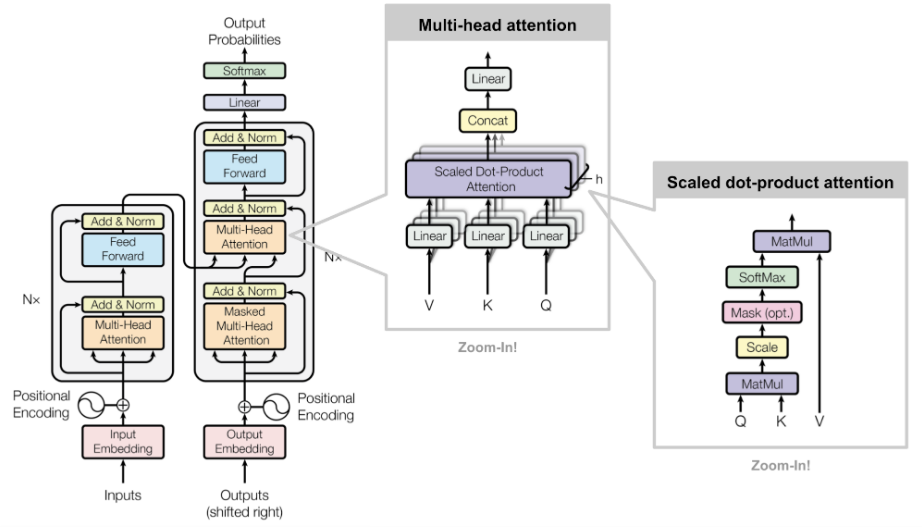 Output
Probabilities
Softmax
Linear
Add & Norm
Feed
Forward
Add & Norm
Multi-Head
Attention
Add & Norm
Masked
Multi-Head
Attention
N×
Add & Norm
Feed
Forward
Add & Norm
Multi-Head
Attention
N×
Positional
Encoding
Positional
Encoding
Input
Embedding
Output
Embedding
Inputs
Outputs
(shifted right)
Multi-head attention
Linear
Concat
Scaled Dot-Product
Attention
h
Linear
Linear
Linear
V
K
Q
Zoom-In!
Scaled dot-product attention
MatMul
SoftMax
Mask (opt.)
Scale
MatMul
Q
K
V
Zoom-In!